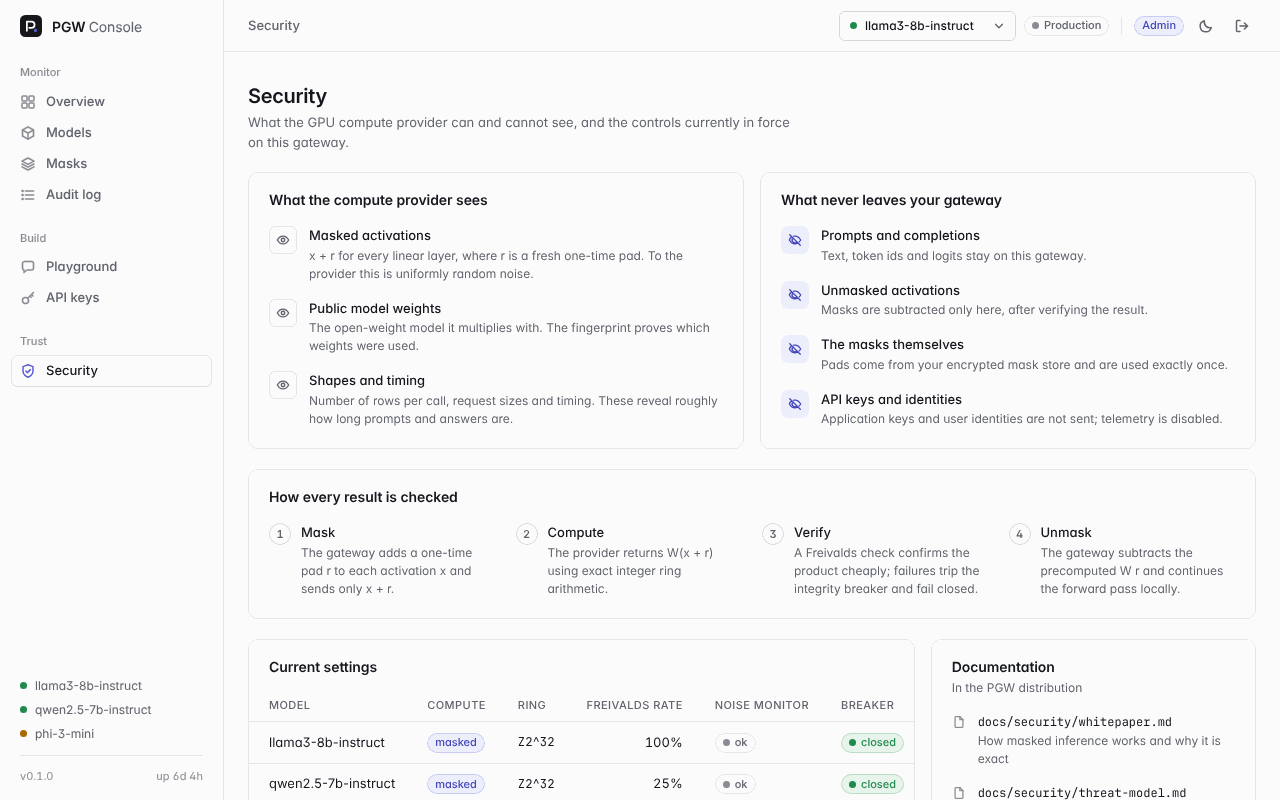 PGW Console
Monitor
Overview
Models
Masks
Audit log
Build
Playground
API keys
Trust
Security
llama3-8b-instruct
qwen2.5-7b-instruct
phi-3-mini
v0.1.0 up 6d 4h
Security
llama3-8b-instruct
Production
Admin
Security
What the GPU compute provider can and cannot see, and the controls currently in force
on this gateway.
What the compute provider sees
Masked activations
x + r for every linear layer, where r is a fresh one-time pad. To the
provider this is uniformly random noise.
Public model weights
The open-weight model it multiplies with. The fingerprint proves which
weights were used.
Shapes and timing
Number of rows per call, request sizes and timing. These reveal roughly
how long prompts and answers are.
What never leaves your gateway
Prompts and completions
Text, token ids and logits stay on this gateway.
Unmasked activations
Masks are subtracted only here, after verifying the result.
The masks themselves
Pads come from your encrypted mask store and are used exactly once.
API keys and identities
Application keys and user identities are not sent; telemetry is disabled.
How every result is checked
1 Mask
The gateway adds a one-time
pad r to each activation x and
sends only x + r.
2 Compute
The provider returns W(x + r)
using exact integer ring
arithmetic.
3 Verify
A Freivalds check confirms the
product cheaply; failures trip the
integrity breaker and fail closed.
4 Unmask
The gateway subtracts the
precomputed W r and continues
the forward pass locally.
Current settings
MODEL COMPUTE RING FREIVALDS RATE NOISE MONITOR BREAKER
llama3-8b-instruct masked Z2^32 100% ok closed
qwen2.5-7b-instruct masked Z2^32 25% ok closed
Documentation
In the PGW distribution
docs/security/whitepaper.md
How masked inference works and why it is
exact
docs/security/threat-model.md